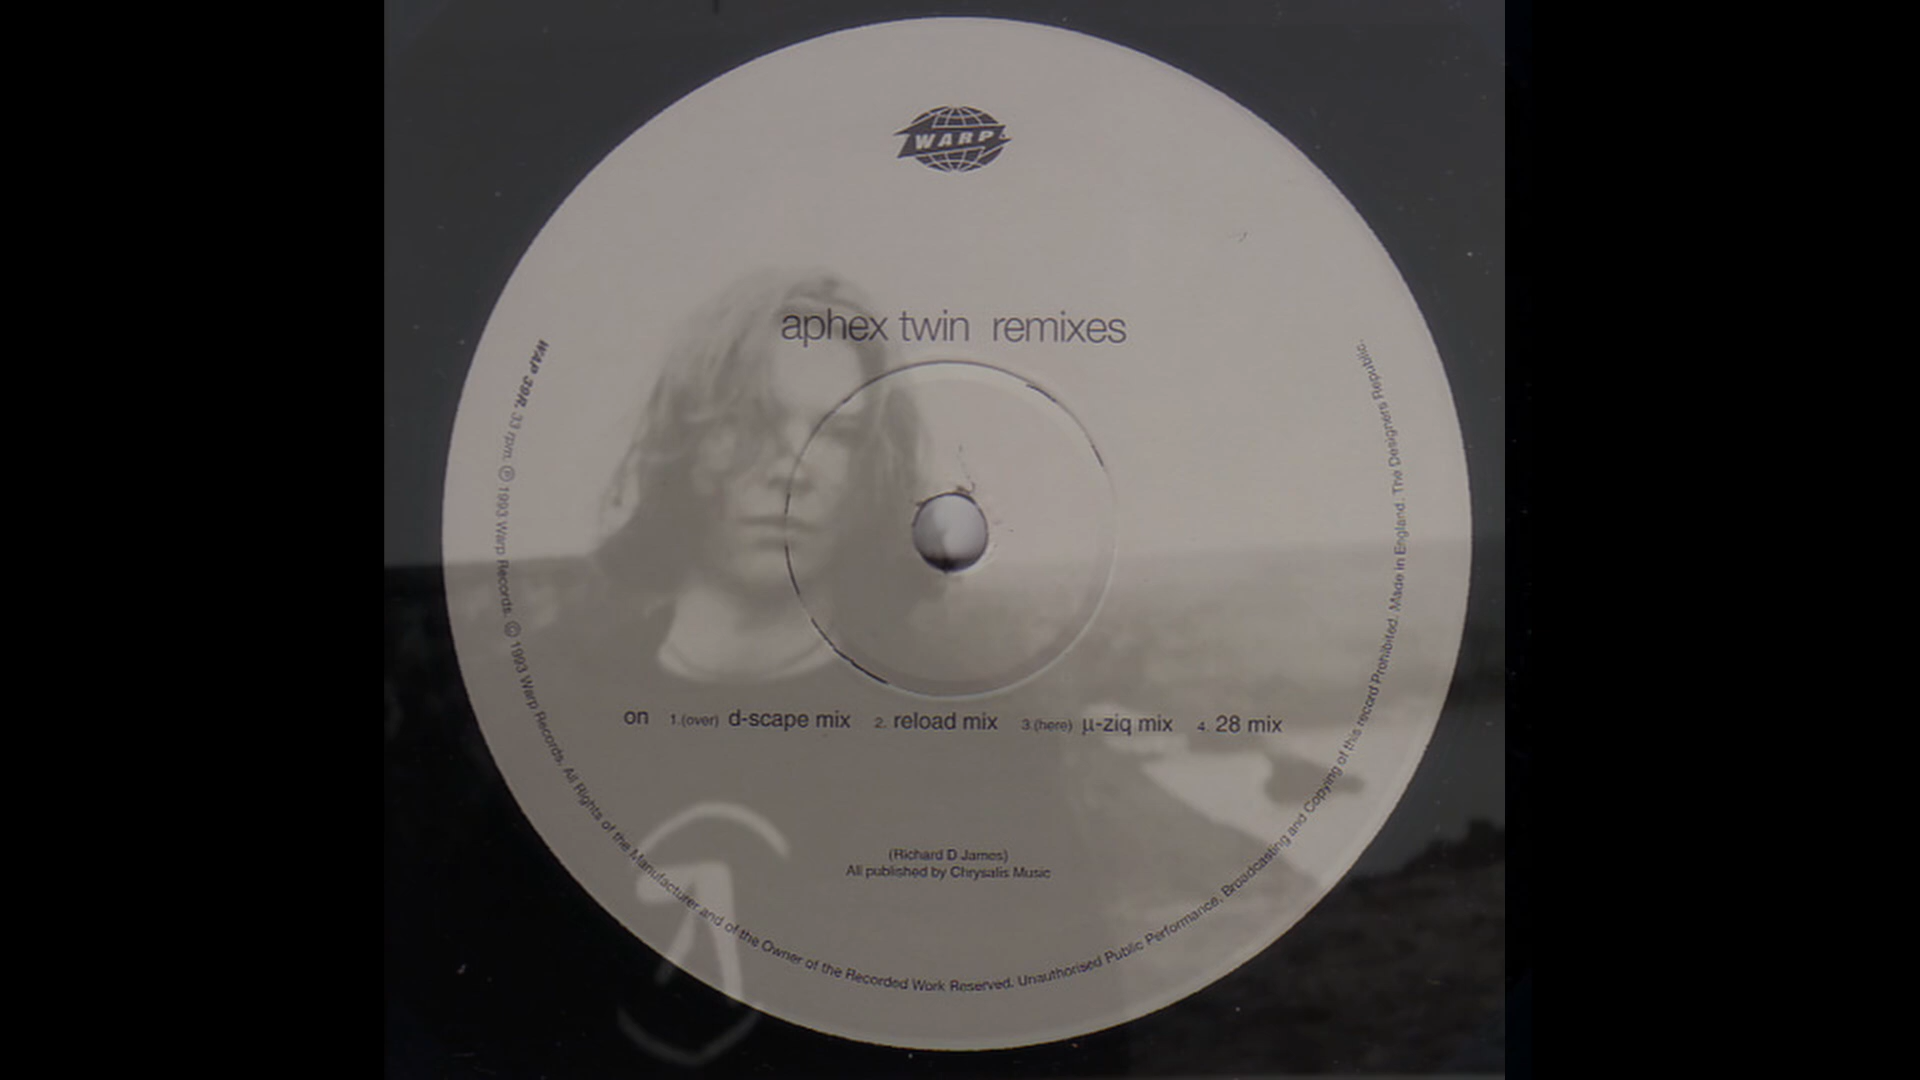 WARP
aphex twin remixes
on 1.(over) d-scape mix 2. reload mix 3.(here) µ-ziq mix 4. 28 mix
(Richard D James)
All published by Chrysalis Music
WAP 39R. 33 rpm. ℗ 1993 Warp Records. © 1993 Warp Records. All Rights of the Manufacturer and of the Owner of the Recorded Work Reserved. Unauthorised Public Performance, Broadcasting and Copying of this record Prohibited. Made in England. The Designers Republic.